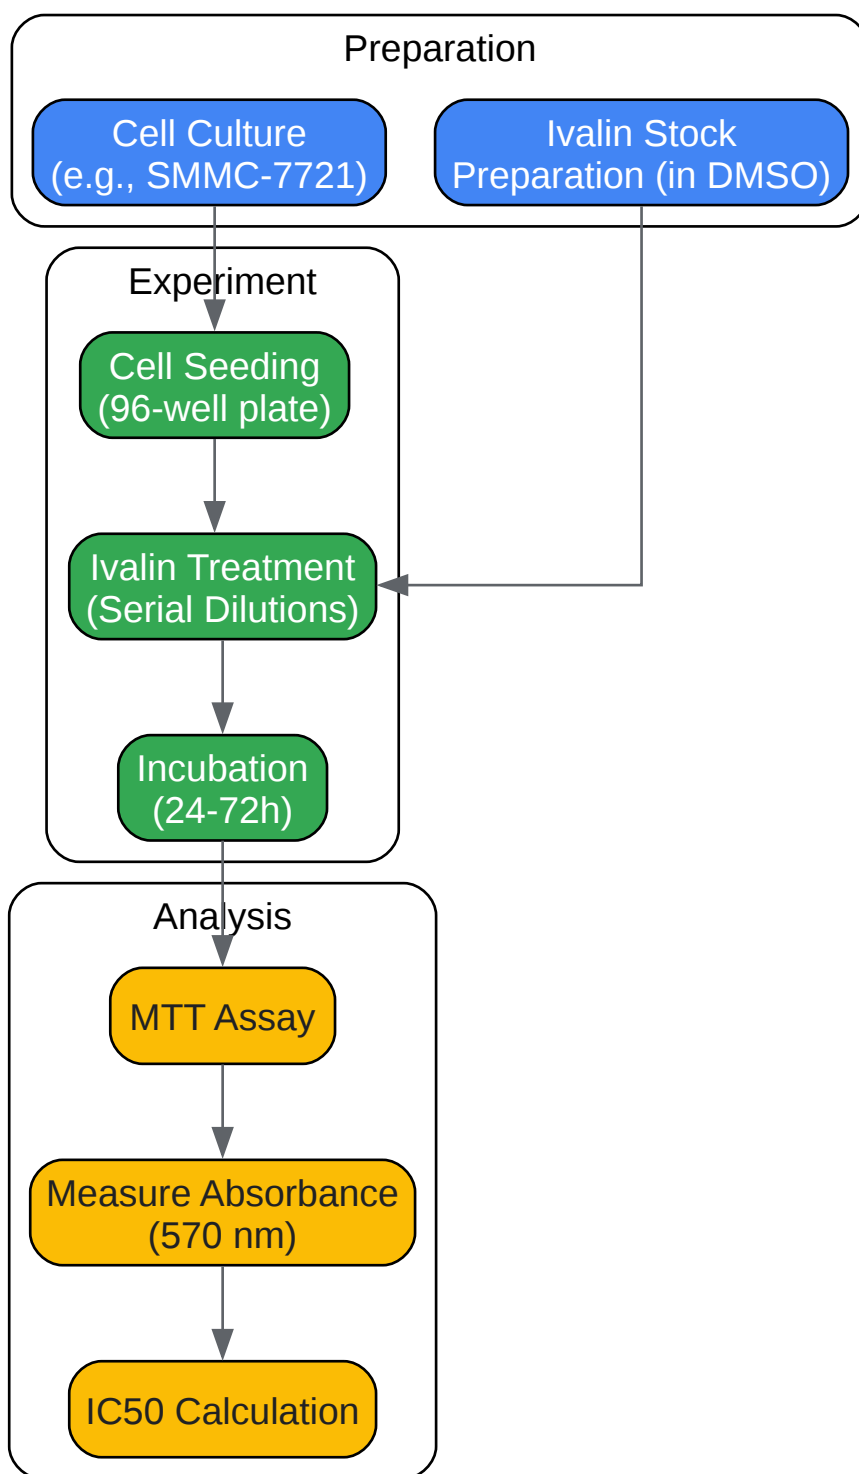 Preparation
Cell Culture
(e.g., SMMC-7721)
Ivalin Stock
Preparation (in DMSO)
Experiment
Cell Seeding
(96-well plate)
Ivalin Treatment
(Serial Dilutions)
Incubation
(24-72h)
Analysis
MTT Assay
Measure Absorbance
(570 nm)
IC50 Calculation